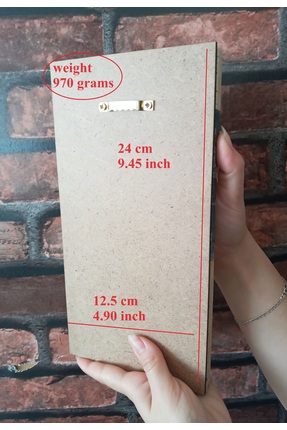 weight
970 grams
24 cm
9.45 inch
12.5 cm
4.90 inch